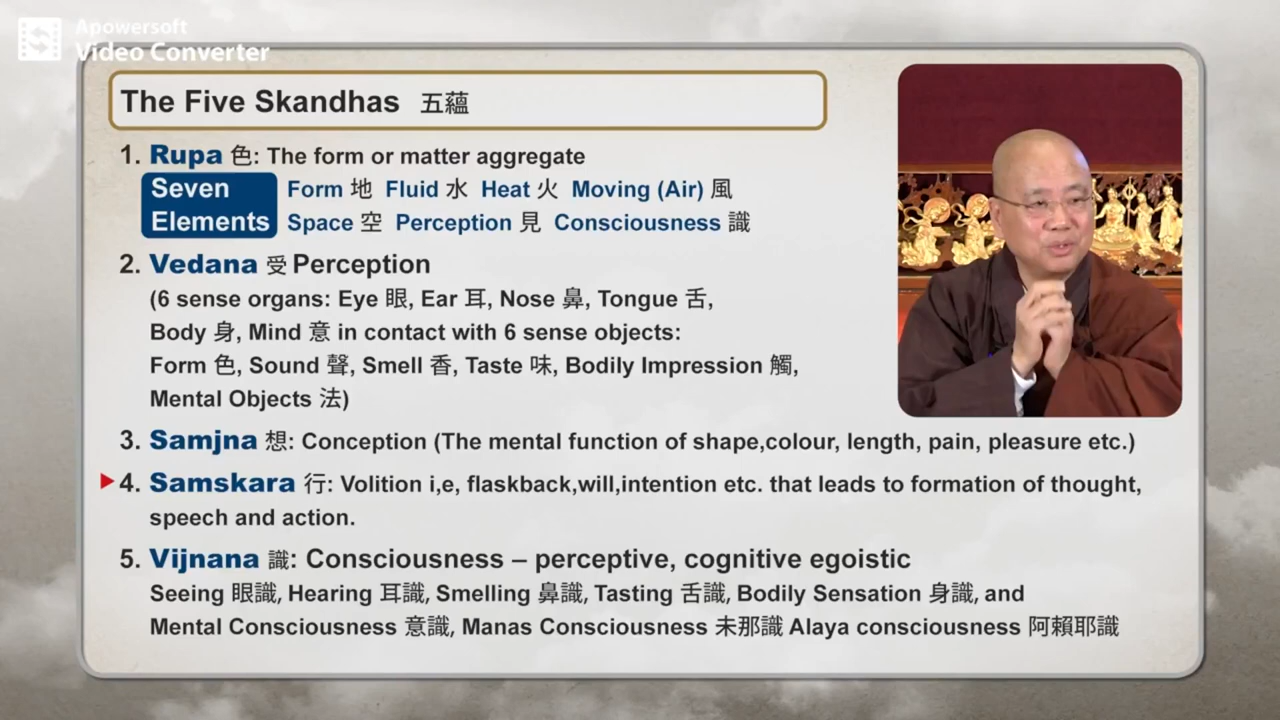 Apowersoft
Video Converter
The Five Skandhas 五蘊
1. Rupa 色: The form or matter aggregate
Seven Elements
Form 地 Fluid 水 Heat 火 Moving (Air) 風
Space 空 Perception 見 Consciousness 識
2. Vedana 受 Perception
(6 sense organs: Eye 眼, Ear 耳, Nose 鼻, Tongue 舌,
Body 身, Mind 意 in contact with 6 sense objects:
Form 色, Sound 聲, Smell 香, Taste 味, Bodily Impression 觸,
Mental Objects 法)
3. Samjna 想: Conception (The mental function of shape,colour, length, pain, pleasure etc.)
4. Samskara 行: Volition i,e, flaskback,will,intention etc. that leads to formation of thought,
speech and action.
5. Vijnana 識: Consciousness – perceptive, cognitive egoistic
Seeing 眼識, Hearing 耳識, Smelling 鼻識, Tasting 舌識, Bodily Sensation 身識, and
Mental Consciousness 意識, Manas Consciousness 未那識 Alaya consciousness 阿賴耶識